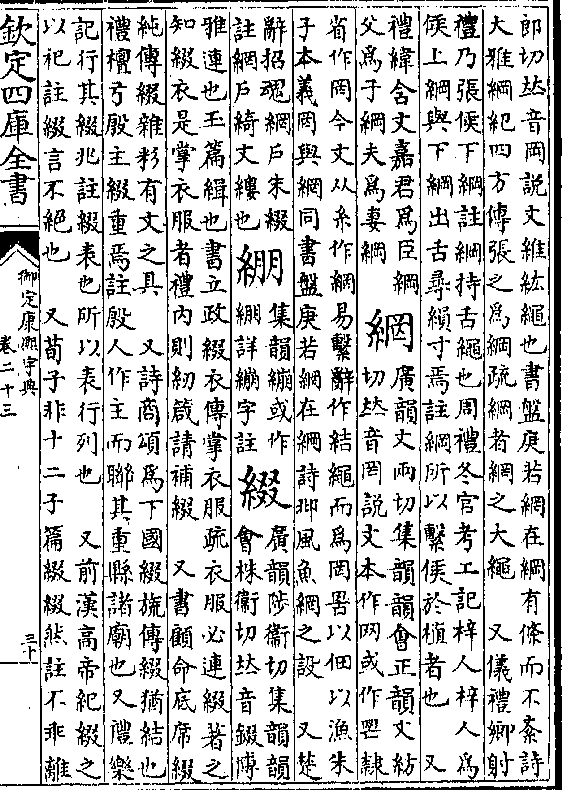 郎切𠀤音岡説文維紘繩也書盤庚若網在綱有條而不紊詩
大雅綱紀四方傳張之爲綱疏綱者網之大繩　又儀禮鄉射
禮乃張侯下綱註綱持舌繩也周禮冬官考工記梓人梓人爲
侯上綱與下綱出舌尋縜寸焉註綱所以繫侯於植者也　又
禮緯含文嘉君爲臣綱
父爲子綱夫爲妻綱　網　廣韻文兩切集韻韻會正韻文紡
切𠀤音罔説文本作网或作𦉾隸
省作罔今文从糸作網易繫辭作結繩而爲罔罟以佃以漁朱
子本義罔與網同書盤庚若網在綱詩邶風魚網之設　又楚
辭招魂網戶朱綴
註網戶綺文縷也　綳　集韻繃或作
綳詳繃字註　綴　廣韻陟衞切集韻韻
會株衞切𠀤音錣博
雅連也玉篇緝也書立政綴衣傳掌衣服疏衣服必連綴著之
知綴衣是掌衣服者禮內則紉箴請補綴　又書顧命底席綴
純傳綴雜彩有文之具　又詩商頌爲下國綴旒傳綴猶結也
禮檀弓殷主綴重焉註殷人作主而聯其重縣諸廟也又禮樂
記行其綴兆註綴表也所以表行列也　又前漢高帝紀綴之
以祀註綴言不絕也　又荀子非十二子篇綴綴然註不乖離
欽定四庫全書
御定康熙字典
卷二十三
三十